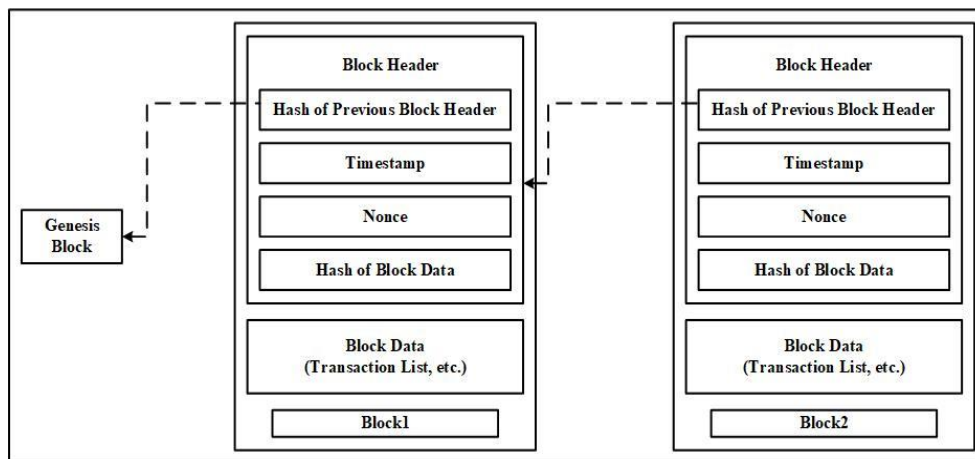 Genesis
Block
Block Header
Hash of Previous Block Header
Timestamp
Nonce
Hash of Block Data
Block Data
(Transaction List, etc.)
Block1
Block Header
Hash of Previous Block Header
Timestamp
Nonce
Hash of Block Data
Block Data
(Transaction List, etc.)
Block2